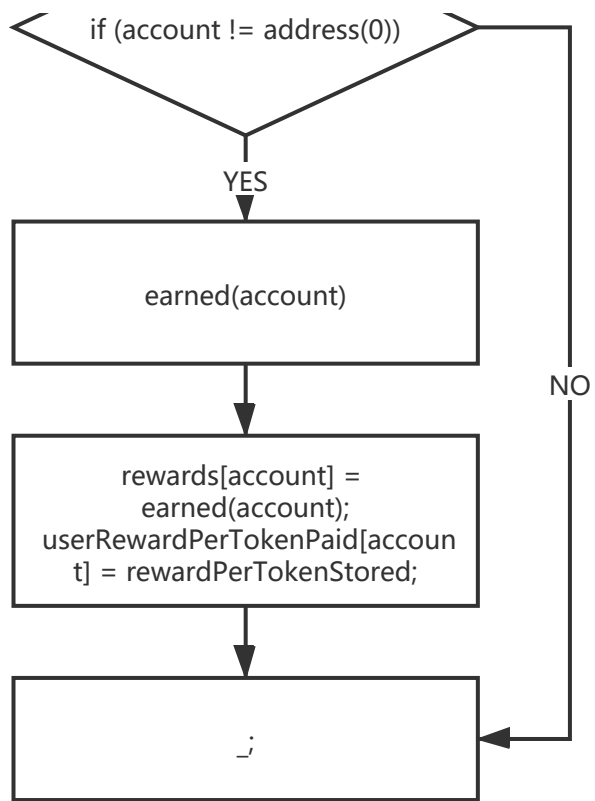 if (account != address(0))
YES
earned(account)
NO
rewards[account] =
earned(account);
userRewardPerTokenPaid[accoun
t] = rewardPerTokenStored;
_;